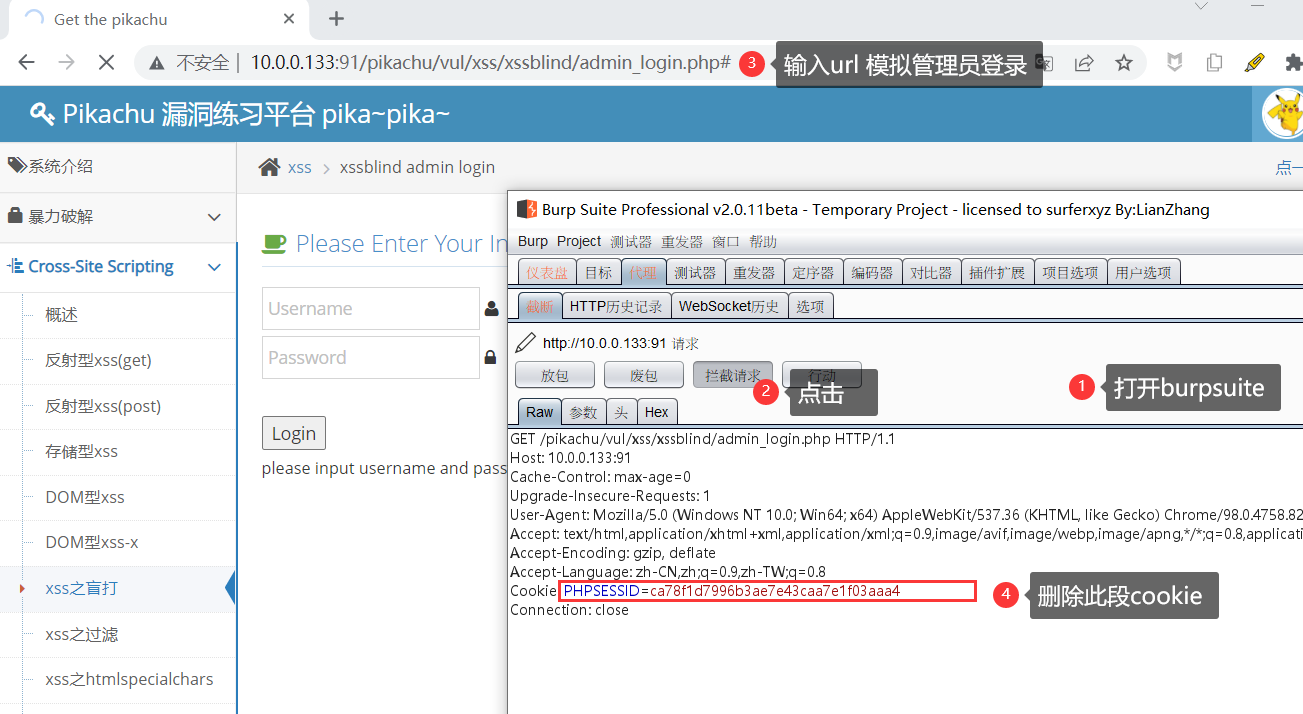 Get the pikachu
不安全 10.0.0.133:91/pikachu/vul/xss/xssblind/admin_login.php#
3 输入url 模拟管理员登录
Pikachu 漏洞练习平台 pika~pika~
系统介绍
xss xssblind admin login
点一
暴力破解
Cross-Site Scripting
概述
反射型xss(get)
反射型xss(post)
存储型xss
DOM型xss
DOM型xss-x
xss之盲打
xss之过滤
xss之htmlspecialchars
Please Enter Your In
Username
Password
Login
please input username and pass
Burp Suite Professional v2.0.11beta - Temporary Project - licensed to surferxyz By:LianZhang
Burp Project 测试器 重发器 窗口 帮助
仪表盘 目标 代理 测试器 重发器 定序器 编码器 对比器 插件扩展 项目选项 用户选项
截断 HTTP历史记录 WebSocket历史 选项
http://10.0.0.133:91 请求
放包 废包 拦截请求 行动
2 点击
1 打开burpsuite
Raw 参数 头 Hex
GET /pikachu/vul/xss/xssblind/admin_login.php HTTP/1.1
Host: 10.0.0.133:91
Cache-Control: max-age=0
Upgrade-Insecure-Requests: 1
User-Agent: Mozilla/5.0 (Windows NT 10.0; Win64; x64) AppleWebKit/537.36 (KHTML, like Gecko) Chrome/98.0.4758.82
Accept: text/html,application/xhtml+xml,application/xml;q=0.9,image/avif,image/webp,image/apng,*/*;q=0.8,applicati
Accept-Encoding: gzip, deflate
Accept-Language: zh-CN,zh;q=0.9,zh-TW;q=0.8
Cookie: PHPSESSID=ca78f1d7996b3ae7e43caa7e1f03aaa4
4 删除此段cookie
Connection: close